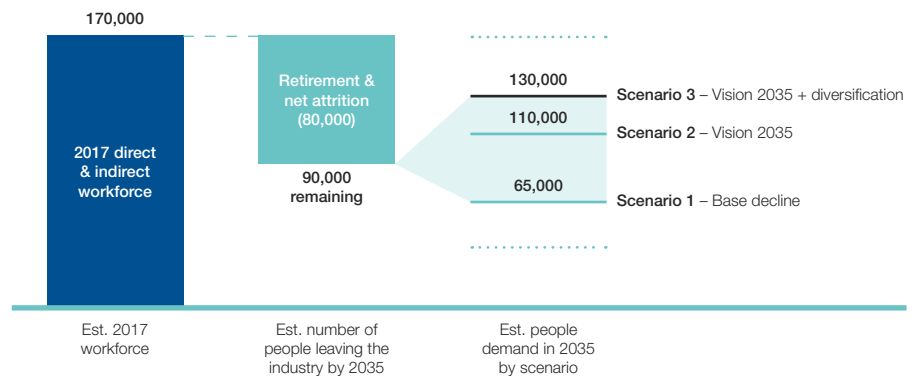 170,000
2017 direct
& indirect
workforce
Retirement &
net attrition
(80,000)
90,000
remaining
130,000
Scenario 3 – Vision 2035 + diversification
110,000
Scenario 2 – Vision 2035
65,000
Scenario 1 – Base decline
Est. 2017
workforce
Est. number of
people leaving the
industry by 2035
Est. people
demand in 2035
by scenario